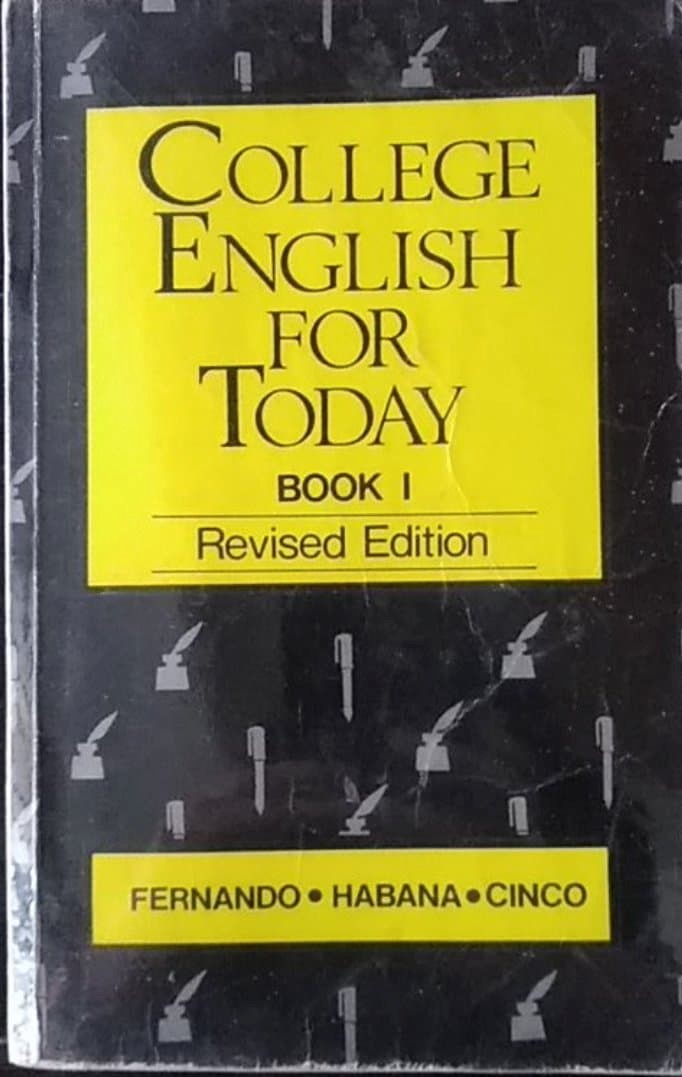 COLLEGE
ENGLISH
FOR
TODAY
BOOK I
Revised Edition
FERNANDO • HABANA • CINCO